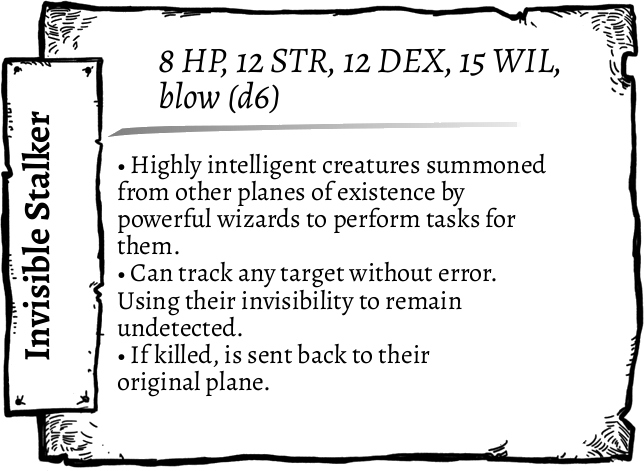 Invisible Stalker
8 HP, 12 STR, 12 DEX, 15 WIL,
blow (d6)
• Highly intelligent creatures summoned
from other planes of existence by
powerful wizards to perform tasks for
them.
• Can track any target without error.
Using their invisibility to remain
undetected.
• If killed, is sent back to their
original plane.